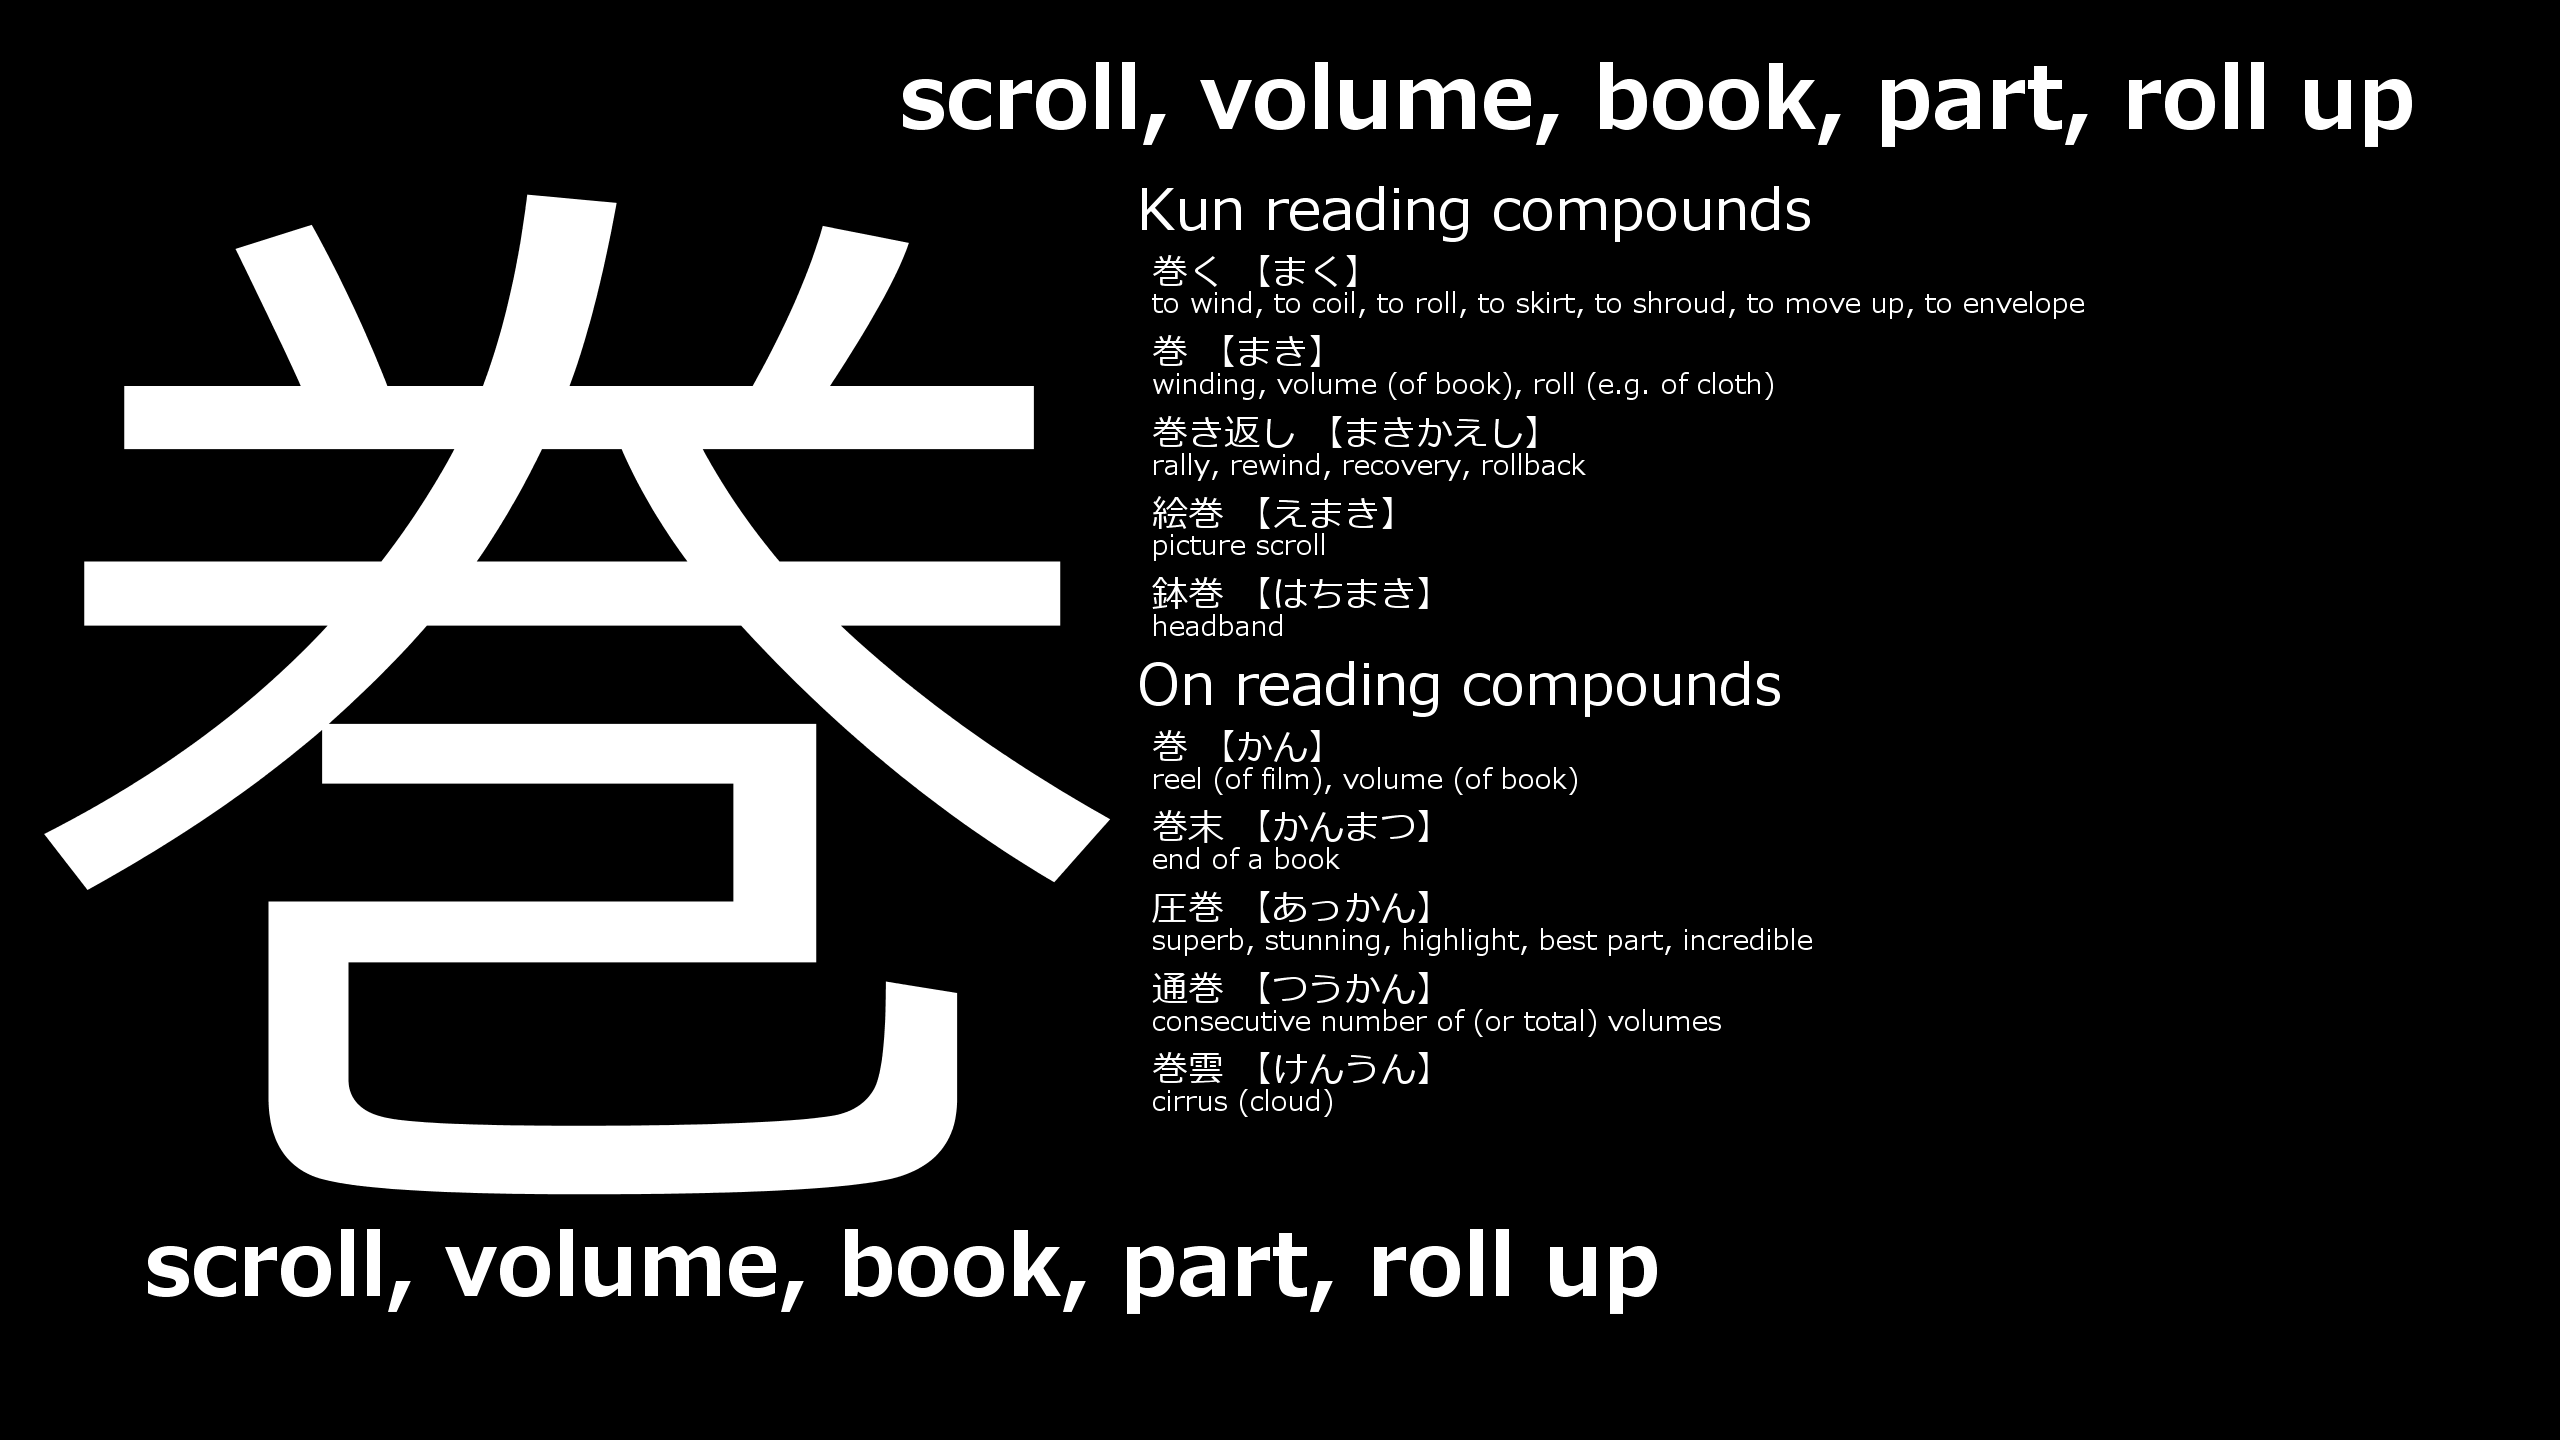 scroll, volume, book, part, roll up
巻
Kun reading compounds
巻く 【まく】
to wind, to coil, to roll, to skirt, to shroud, to move up, to envelope
巻 【まき】
winding, volume (of book), roll (e.g. of cloth)
巻き返し 【まきかえし】
rally, rewind, recovery, rollback
絵巻 【えまき】
picture scroll
鉢巻 【はちまき】
headband
On reading compounds
巻 【かん】
reel (of film), volume (of book)
巻末 【かんまつ】
end of a book
圧巻 【あっかん】
superb, stunning, highlight, best part, incredible
通巻 【つうかん】
consecutive number of (or total) volumes
巻雲 【けんうん】
cirrus (cloud)
scroll, volume, book, part, roll up